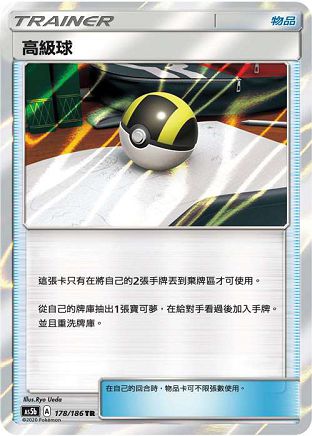 TRAINER
物品
高級球
這張卡只有在將自己的2張手牌丟到棄牌區才可使用。
從自己的牌庫抽出1張寶可夢,在給對手看過後加入手牌。
並且重洗牌庫。
Illus.Ryo Ueda
在自己的回合時,物品卡可不限張數使用。
AS5b A 178/186 TR
©2020 Pokémon